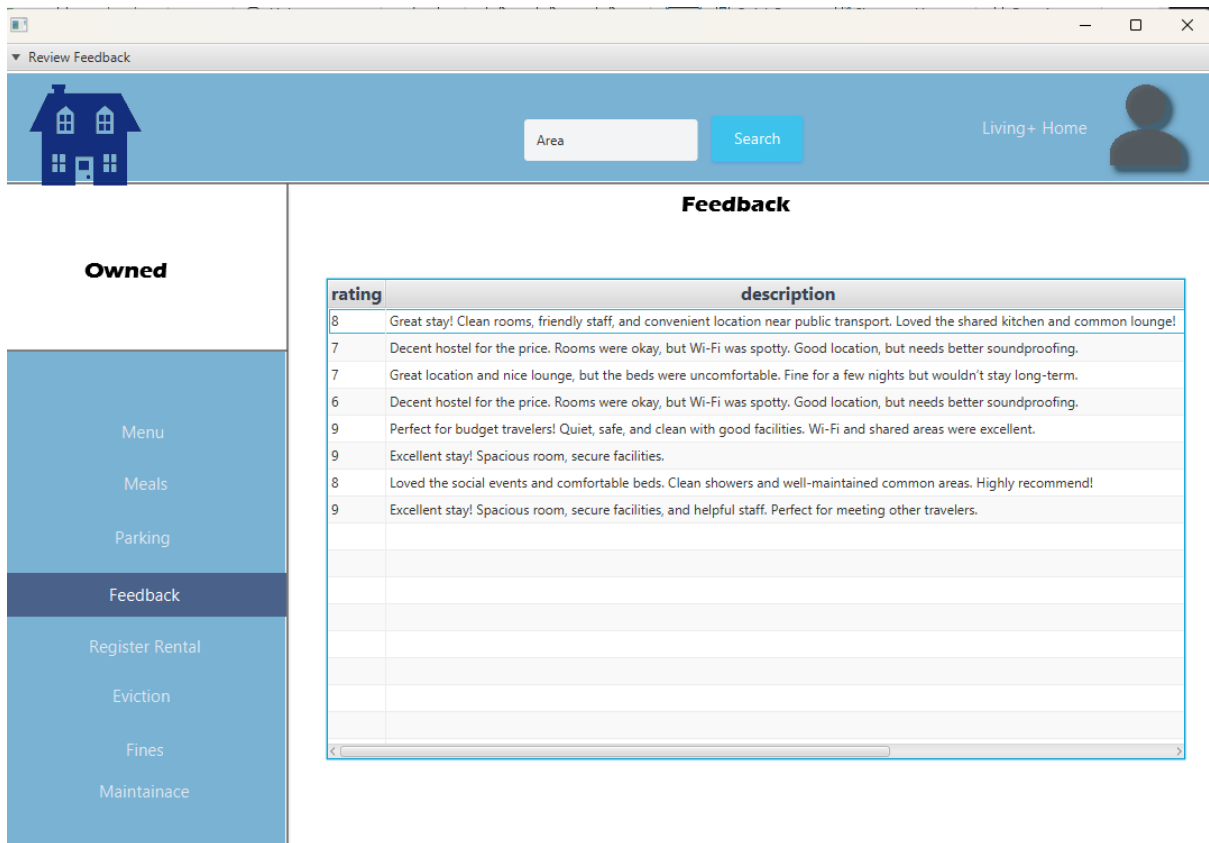 Review Feedback
Area
Search
Living+ Home
Feedback
Owned
rating description
8 Great stay! Clean rooms, friendly staff, and convenient location near public transport. Loved the shared kitchen and common lounge!
7 Decent hostel for the price. Rooms were okay, but Wi-Fi was spotty. Good location, but needs better soundproofing.
7 Great location and nice lounge, but the beds were uncomfortable. Fine for a few nights but wouldn't stay long-term.
6 Decent hostel for the price. Rooms were okay, but Wi-Fi was spotty. Good location, but needs better soundproofing.
9 Perfect for budget travelers! Quiet, safe, and clean with good facilities. Wi-Fi and shared areas were excellent.
9 Excellent stay! Spacious room, secure facilities.
8 Loved the social events and comfortable beds. Clean showers and well-maintained common areas. Highly recommend!
9 Excellent stay! Spacious room, secure facilities, and helpful staff. Perfect for meeting other travelers.
Menu
Meals
Parking
Feedback
Register Rental
Eviction
Fines
Maintainace